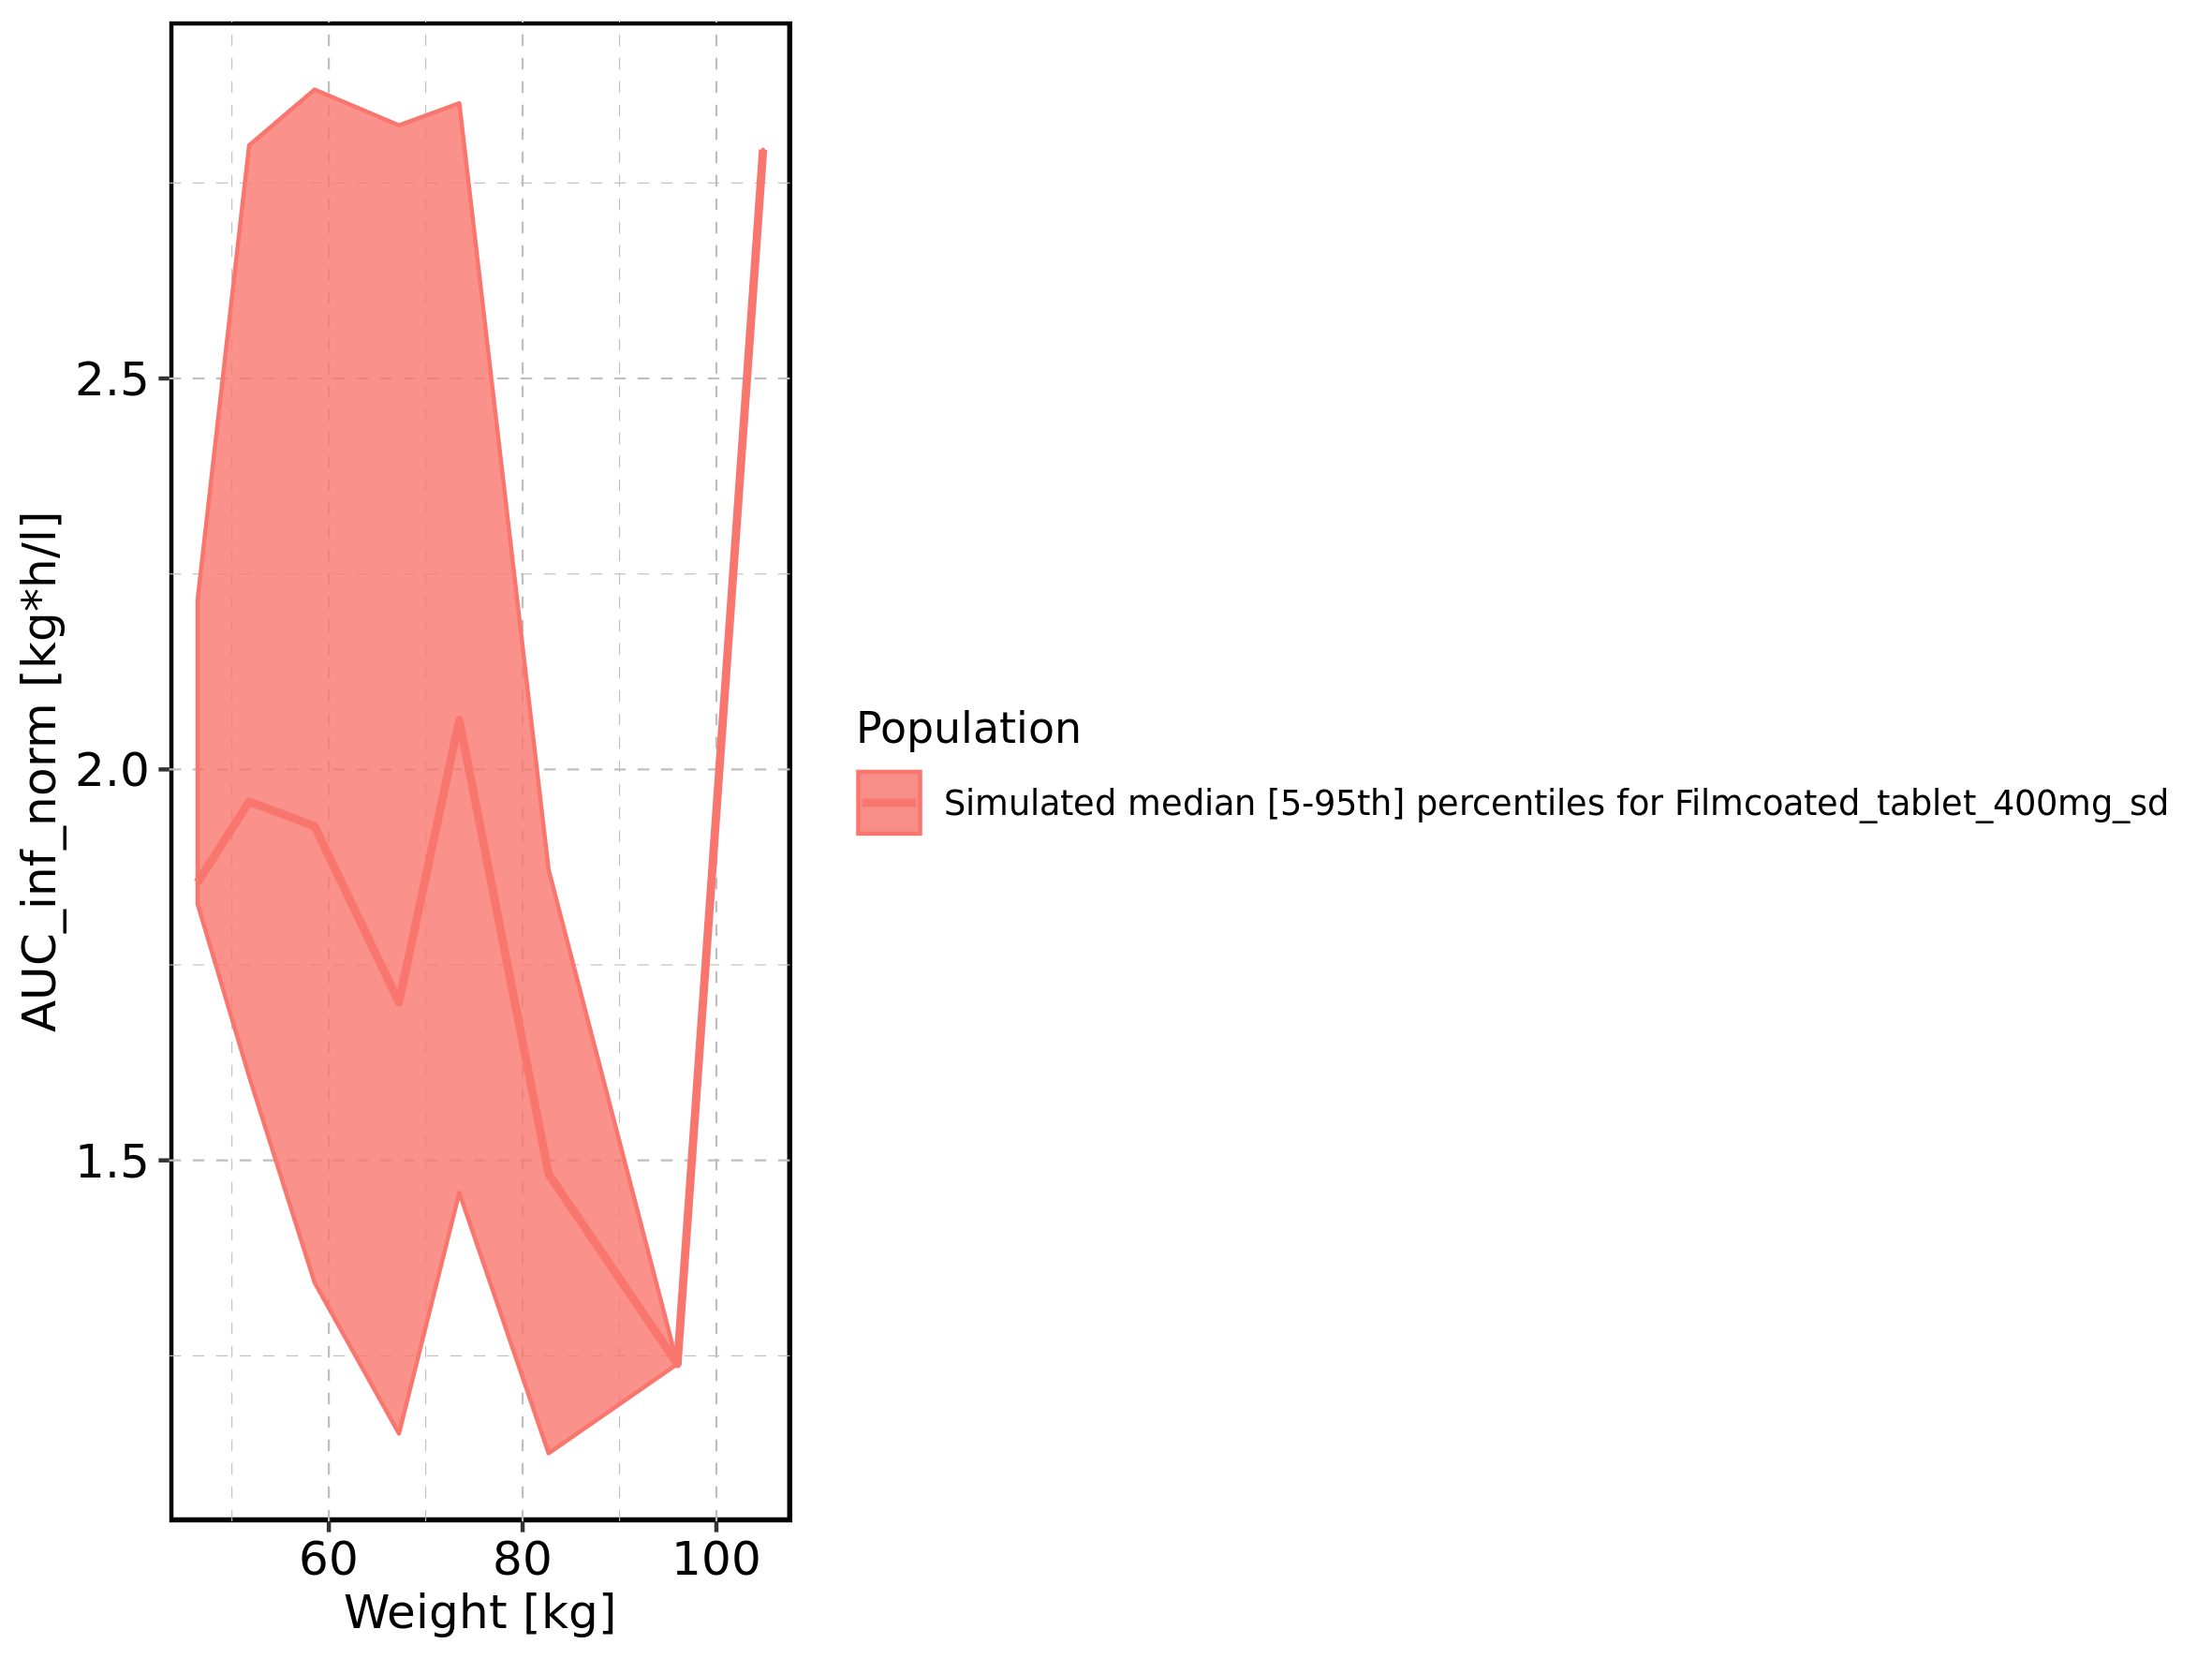 AUC_inf_norm [kg*h/l]
2.5
2.0
1.5
60 80 100
Weight [kg]
Population
Simulated median [5-95th] percentiles for Filmcoated_tablet_400mg_sd